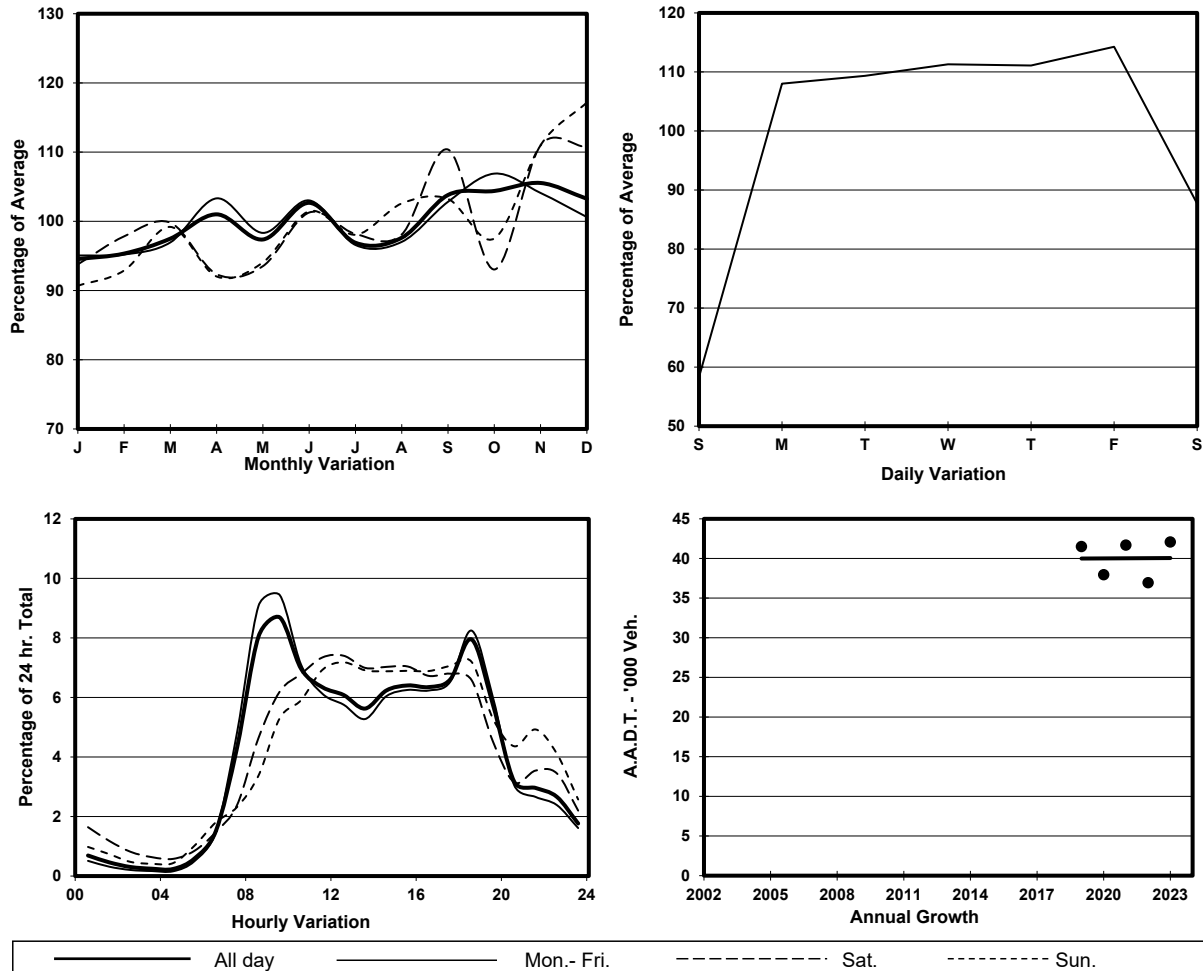 130
120
110
100
90
80
70
Percentage of Average
J F M A M J J A S O N D
Monthly Variation
120
110
100
90
80
70
60
50
Percentage of Average
S M T W T F S
Daily Variation
12
10
8
6
4
2
0
Percentage of 24 hr. Total
00 04 08 12 16 20 24
Hourly Variation
45
40
35
30
25
20
15
10
5
0
A.A.D.T. - '000 Veh.
2002 2005 2008 2011 2014 2017 2020 2023
Annual Growth
All day Mon.- Fri. Sat. Sun.